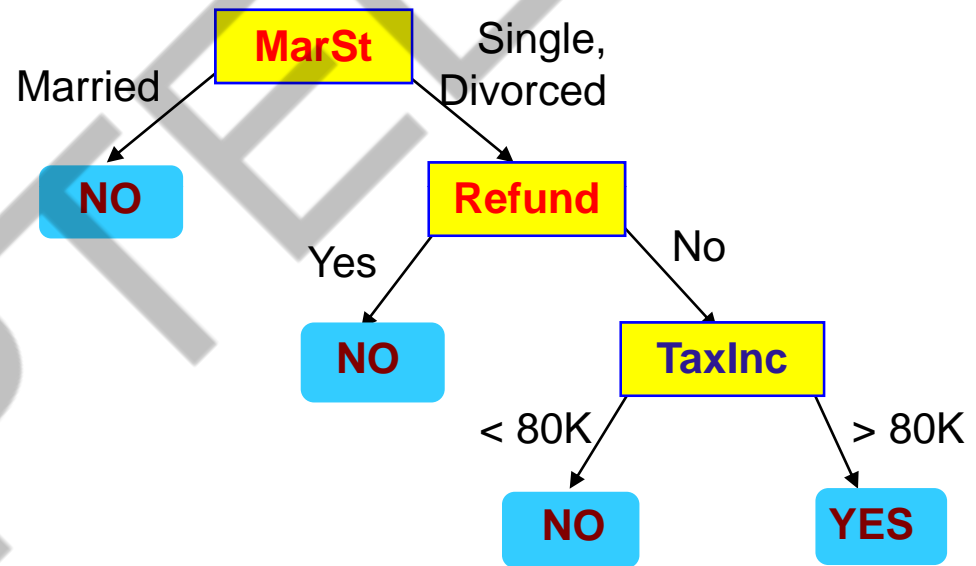 MarSt
Single,
Divorced
Married
NO
Refund
Yes
No
NO
TaxInc
< 80K
> 80K
NO
YES